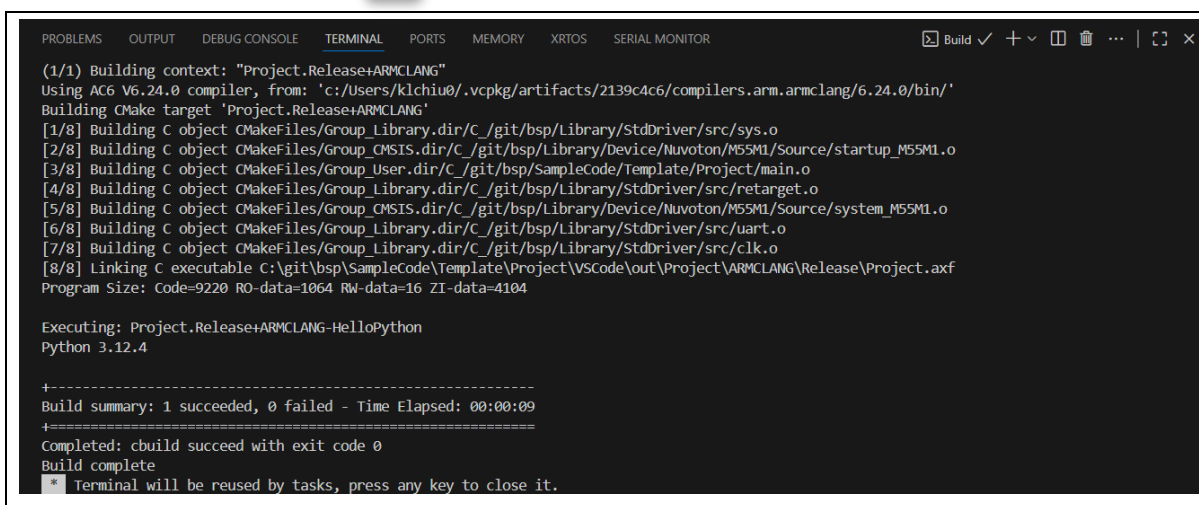 PROBLEMS OUTPUT DEBUG CONSOLE TERMINAL PORTS MEMORY XRTOS SERIAL MONITOR Build
(1/1) Building context: "Project.Release+ARMCLANG"
Using AC6 V6.24.0 compiler, from: 'c:/Users/klchiu0/.vcpkg/artifacts/2139c4c6/compilers.arm.armclang/6.24.0/bin/'
Building CMake target 'Project.Release+ARMCLANG'
[1/8] Building C object CMakeFiles/Group_Library.dir/C_/git/bsp/Library/StdDriver/src/sys.o
[2/8] Building C object CMakeFiles/Group_CMSIS.dir/C_/git/bsp/Library/Device/Nuvoton/M55M1/Source/startup_M55M1.o
[3/8] Building C object CMakeFiles/Group_User.dir/C_/git/bsp/SampleCode/Template/Project/main.o
[4/8] Building C object CMakeFiles/Group_Library.dir/C_/git/bsp/Library/StdDriver/src/retarget.o
[5/8] Building C object CMakeFiles/Group_CMSIS.dir/C_/git/bsp/Library/Device/Nuvoton/M55M1/Source/system_M55M1.o
[6/8] Building C object CMakeFiles/Group_Library.dir/C_/git/bsp/Library/StdDriver/src/uart.o
[7/8] Building C object CMakeFiles/Group_Library.dir/C_/git/bsp/Library/StdDriver/src/clk.o
[8/8] Linking C executable C:\git\bsp\SampleCode\Template\Project\VSCode\out\Project\ARMCLANG\Release\Project.axf
Program Size: Code=9220 RO-data=1064 RW-data=16 ZI-data=4104
Executing: Project.Release+ARMCLANG-HelloPython
Python 3.12.4
+------------------------------------------------------------
Build summary: 1 succeeded, 0 failed - Time Elapsed: 00:00:09
+============================================================
Completed: cbuild succeed with exit code 0
Build complete
* Terminal will be reused by tasks, press any key to close it.